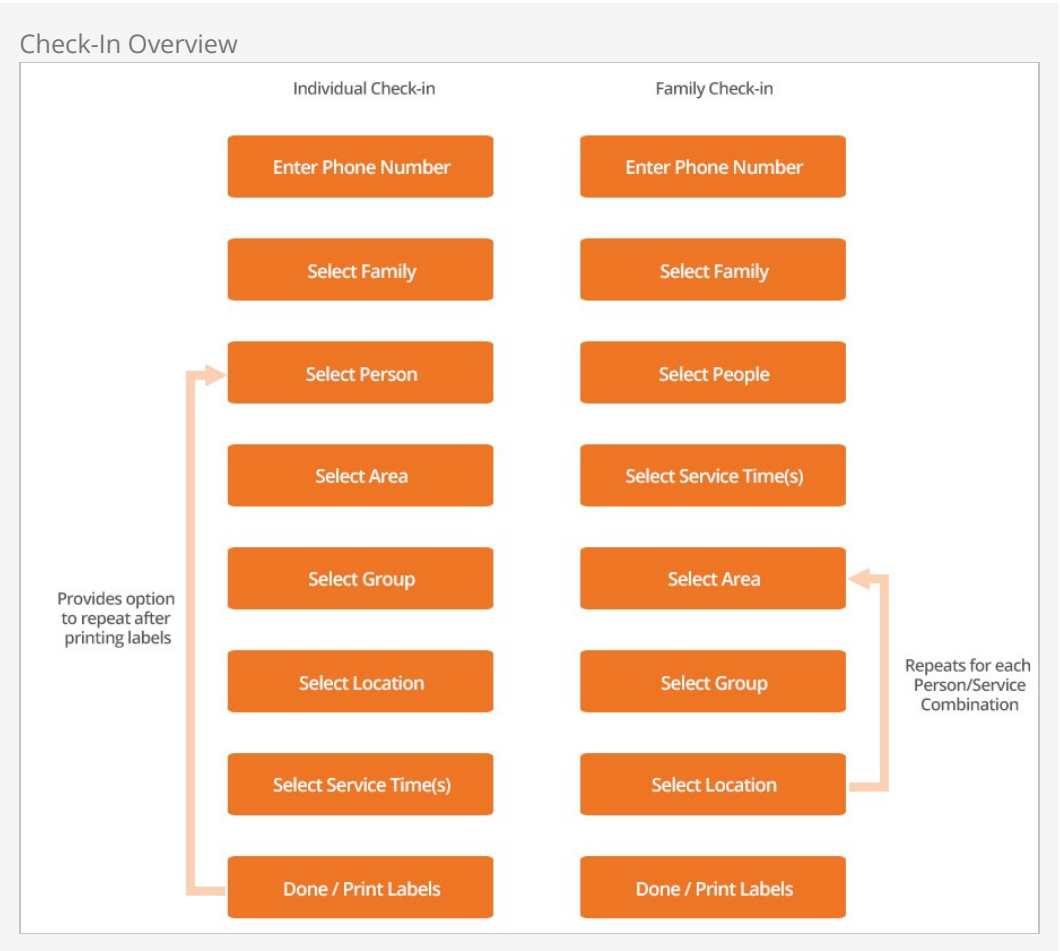 Check-In Overview
Individual Check-in
Family Check-in
Enter Phone Number
Enter Phone Number
Select Family
Select Family
Select Person
Select People
Select Area
Select Service Time(s)
Select Group
Select Area
Provides option
to repeat after
printing labels
Select Location
Select Group
Repeats for each
Person/Service
Combination
Select Service Time(s)
Select Location
Done / Print Labels
Done / Print Labels